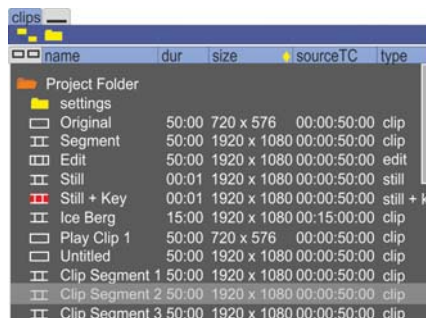 clips
name dur size sourceTC type
Project Folder
settings
Original 50:00 720 x 576 00:00:50:00 clip
Segment 50:00 1920 x 1080 00:00:50:00 clip
Edit 50:00 1920 x 1080 00:00:50:00 edit
Still 00:01 1920 x 1080 00:00:50:00 still
Still + Key 00:01 1920 x 1080 00:00:50:00 still +
Ice Berg 15:00 1920 x 1080 00:15:00:00 clip
Play Clip 1 50:00 720 x 576 00:00:50:00 clip
Untitled 50:00 1920 x 1080 00:00:50:00 clip
Clip Segment 1 50:00 1920 x 1080 00:00:50:00 clip
Clip Segment 2 50:00 1920 x 1080 00:00:50:00 clip
Clip Segment 3 50:00 1920 x 1080 00:00:50:00 clip